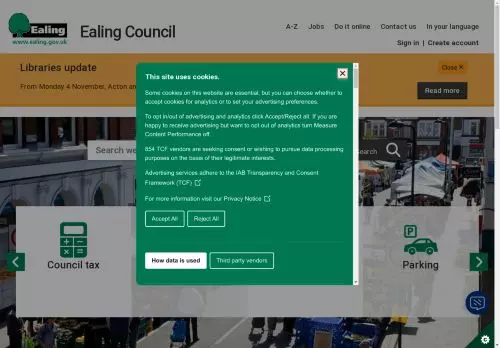 Ealing
www.ealing.gov.uk
Ealing Council
A-Z Jobs Do it online Contact us In your language
Sign in | Create account
Libraries update
Close ×
From Monday 4 November, Acton an
Read more
Search we
Search
This site uses cookies.
Some cookies on this website are essential, but you can choose whether to
accept cookies for analytics or to set your advertising preferences.
To opt in/out of advertising and analytics click Accept/Reject all. If you are
happy to receive advertising but want to opt out of analytics turn Measure
Content Performance off.
854 TCF vendors are seeking consent or wishing to pursue data processing
purposes on the basis of their legitimate interests.
Advertising services adhere to the IAB Transparency and Consent
Framework (TCF)
For more information visit our Privacy Notice
Accept All
Reject All
How data is used
Third party vendors
Council tax
Parking